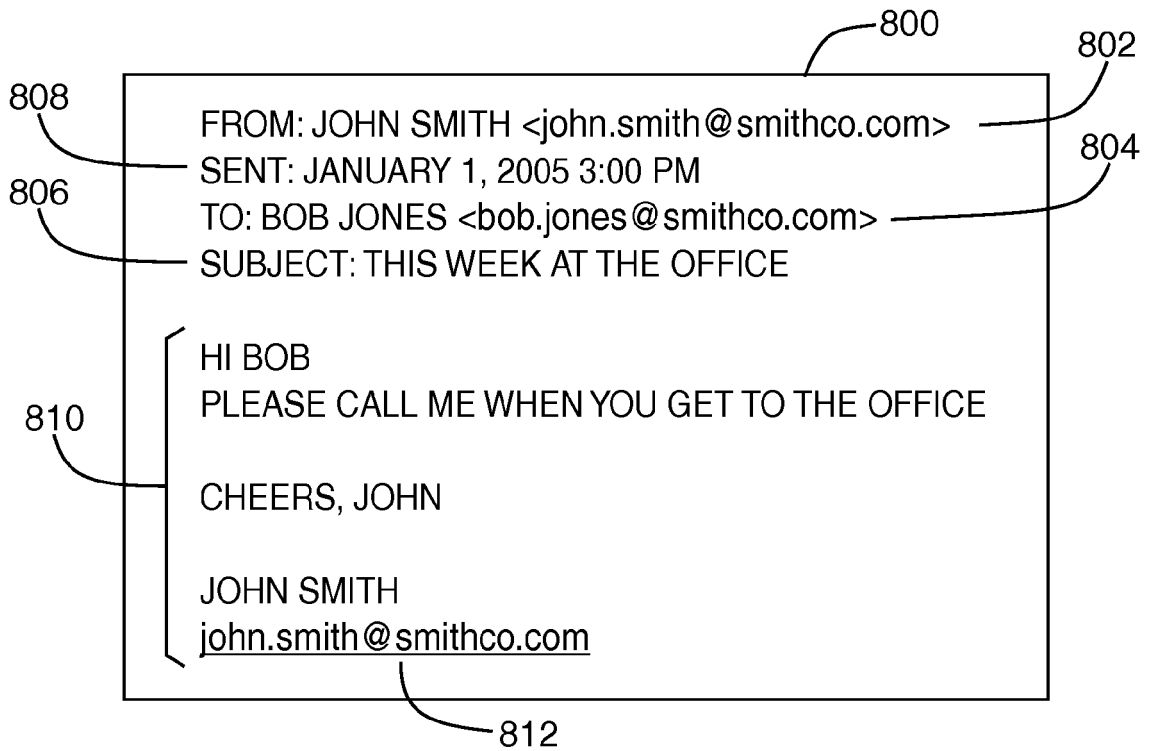 800
802
808
FROM: JOHN SMITH <john.smith@smithco.com>
804
SENT: JANUARY 1, 2005 3:00 PM
806
TO: BOB JONES <bob.jones@smithco.com>
SUBJECT: THIS WEEK AT THE OFFICE
HI BOB
PLEASE CALL ME WHEN YOU GET TO THE OFFICE
810
CHEERS, JOHN
JOHN SMITH
john.smith@smithco.com
812